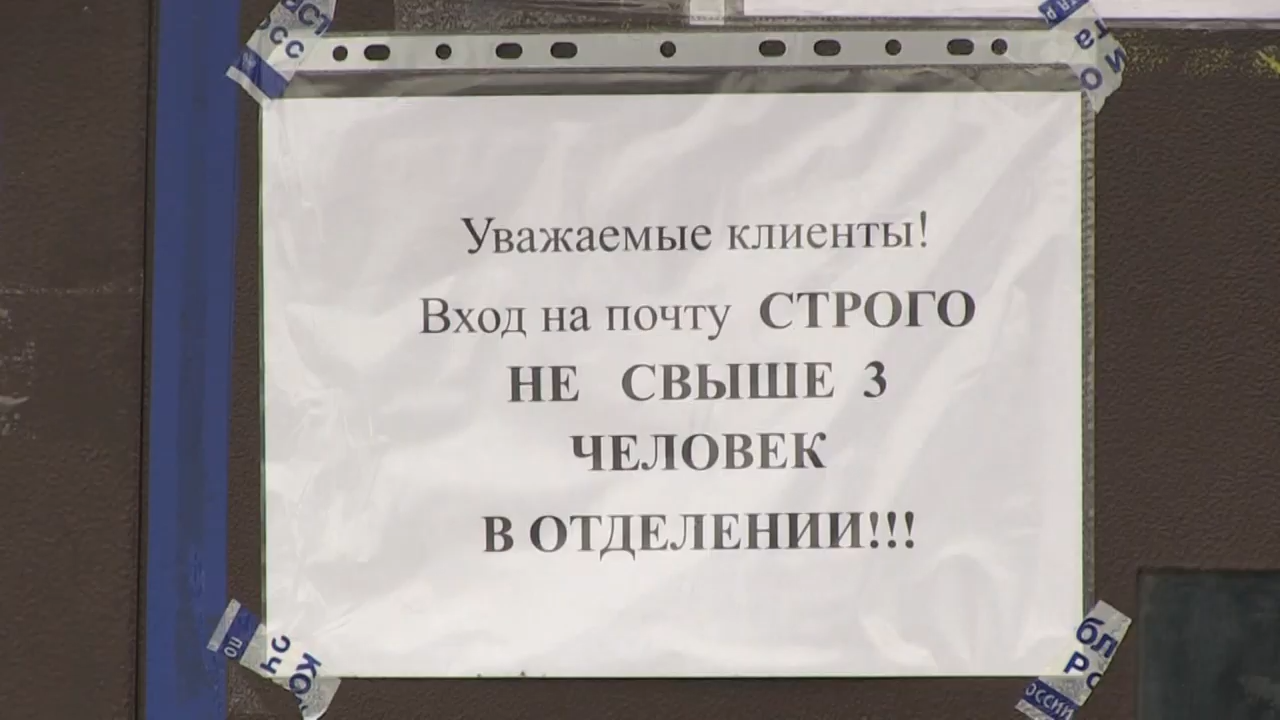 Уважаемые клиенты!
Вход на почту СТРОГО
НЕ СВЫШЕ 3
ЧЕЛОВЕК
В ОТДЕЛЕНИИ!!!